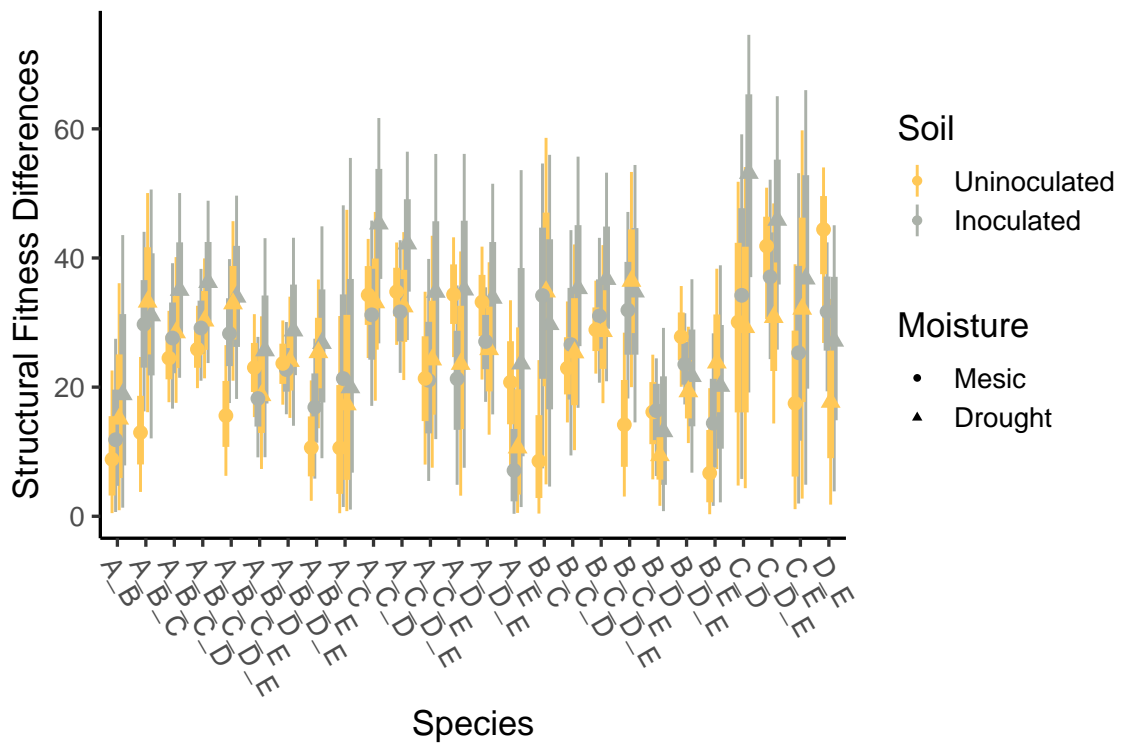 Structural Fitness Differences
60
40
20
0
A_B
A_B_C
A_B_C_D
A_B_C_D_E
A_B_C_E
A_B_D
A_B_D_E
A_B_E
A_C
A_C_D
A_C_D_E
A_C_E
A_D
A_D_E
A_E
B_C
B_C_D
B_C_D_E
B_C_E
B_D
B_D_E
B_E
C_D
C_D_E
C_E
D_E
Species
Soil
Uninoculated
Inoculated
Moisture
Mesic
Drought